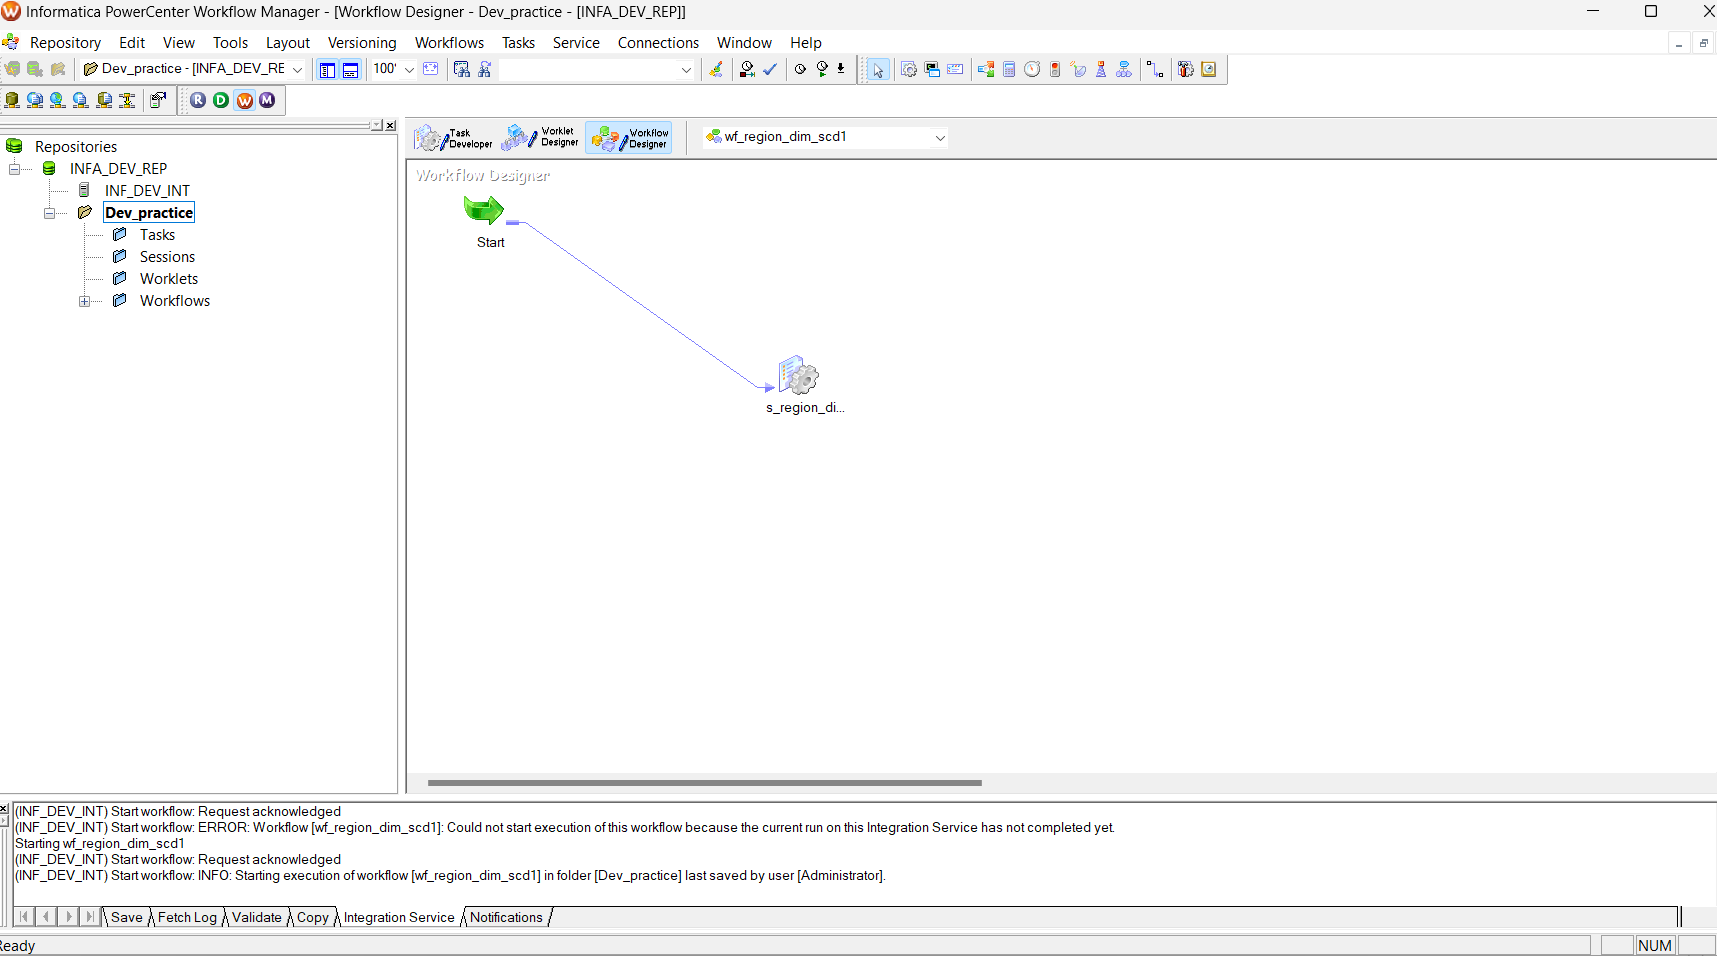 Informatica PowerCenter Workflow Manager - [Workflow Designer - Dev_practice - [INFA_DEV_REP]]
Repository Edit View Tools Layout Versioning Workflows Tasks Service Connections Window Help
Dev_practice - [INFA_DEV_RE 100
R D W M
Task Developer
Worklet Designer
Workflow Designer
wf_region_dim_scd1
Repositories
INFA_DEV_REP
INF_DEV_INT
Dev_practice
Tasks
Sessions
Worklets
Workflows
Workflow Designer
Start
s_region_di...
(INF_DEV_INT) Start workflow: Request acknowledged
(INF_DEV_INT) Start workflow: ERROR: Workflow [wf_region_dim_scd1]: Could not start execution of this workflow because the current run on this Integration Service has not completed yet.
Starting wf_region_dim_scd1
(INF_DEV_INT) Start workflow: Request acknowledged
(INF_DEV_INT) Start workflow: INFO: Starting execution of workflow [wf_region_dim_scd1] in folder [Dev_practice] last saved by user [Administrator].
Save Fetch Log Validate Copy Integration Service Notifications
Ready NUM